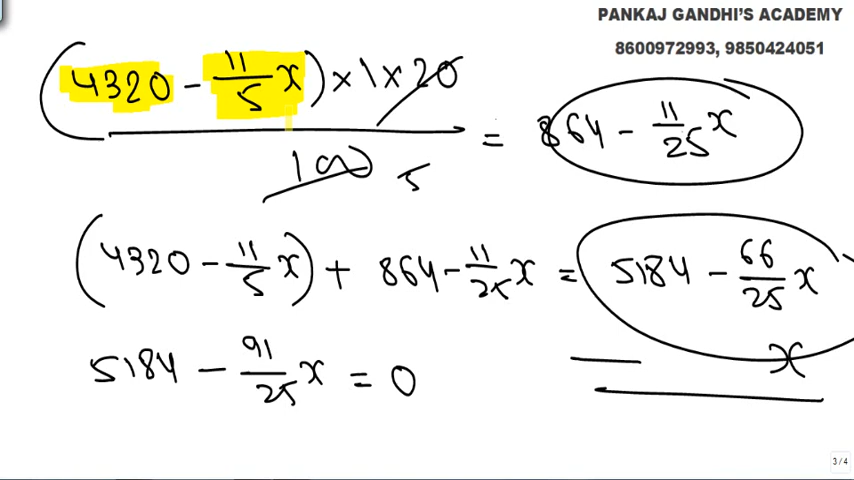 PANKAJ GANDHI'S ACADEMY
8600972993, 9850424051
(4320 - 11/5 x) × 1 × 20 / 100 5 = 864 - 11/25 x
(4320 - 11/5 x) + 864 - 11/25 x = 5184 - 66/25 x
- x
5184 - 91/25 x = 0
3/4